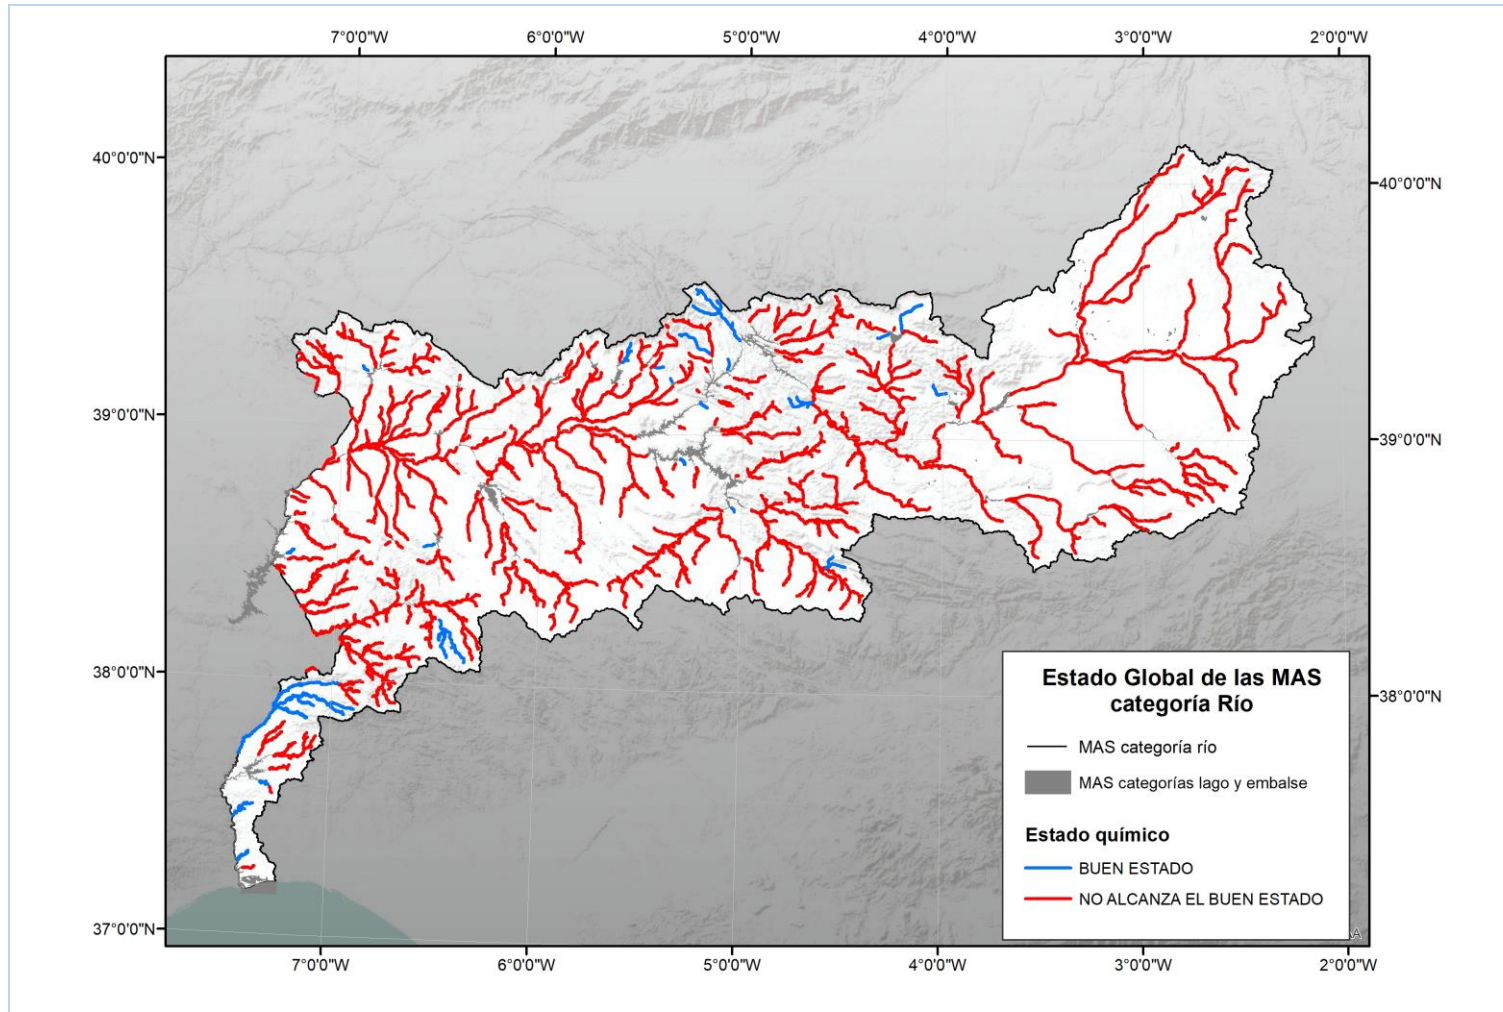 7°0'0"W 6°0'0"W 5°0'0"W 4°0'0"W 3°0'0"W 2°0'0"W
40°0'0"N
40°0'0"N
39°0'0"N
39°0'0"N
38°0'0"N
38°0'0"N
37°0'0"N
Estado Global de las MAS
categoría Río
MAS categoría río
MAS categorías lago y embalse
Estado químico
BUEN ESTADO
NO ALCANZA EL BUEN ESTADO
7°0'0"W 6°0'0"W 5°0'0"W 4°0'0"W 3°0'0"W 2°0'0"W